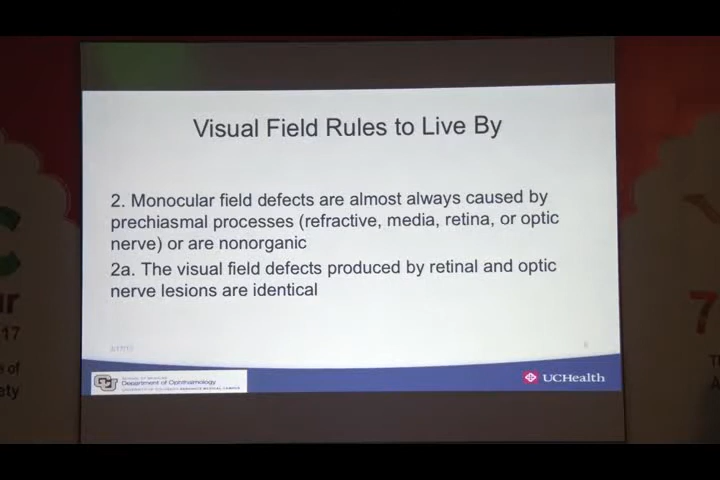 Visual Field Rules to Live By
2. Monocular field defects are almost always caused by
prechiasmal processes (refractive, media, retina, or optic
nerve) or are nonorganic
2a. The visual field defects produced by retinal and optic
nerve lesions are identical
Department of Ophthalmology
UCHealth
17
7